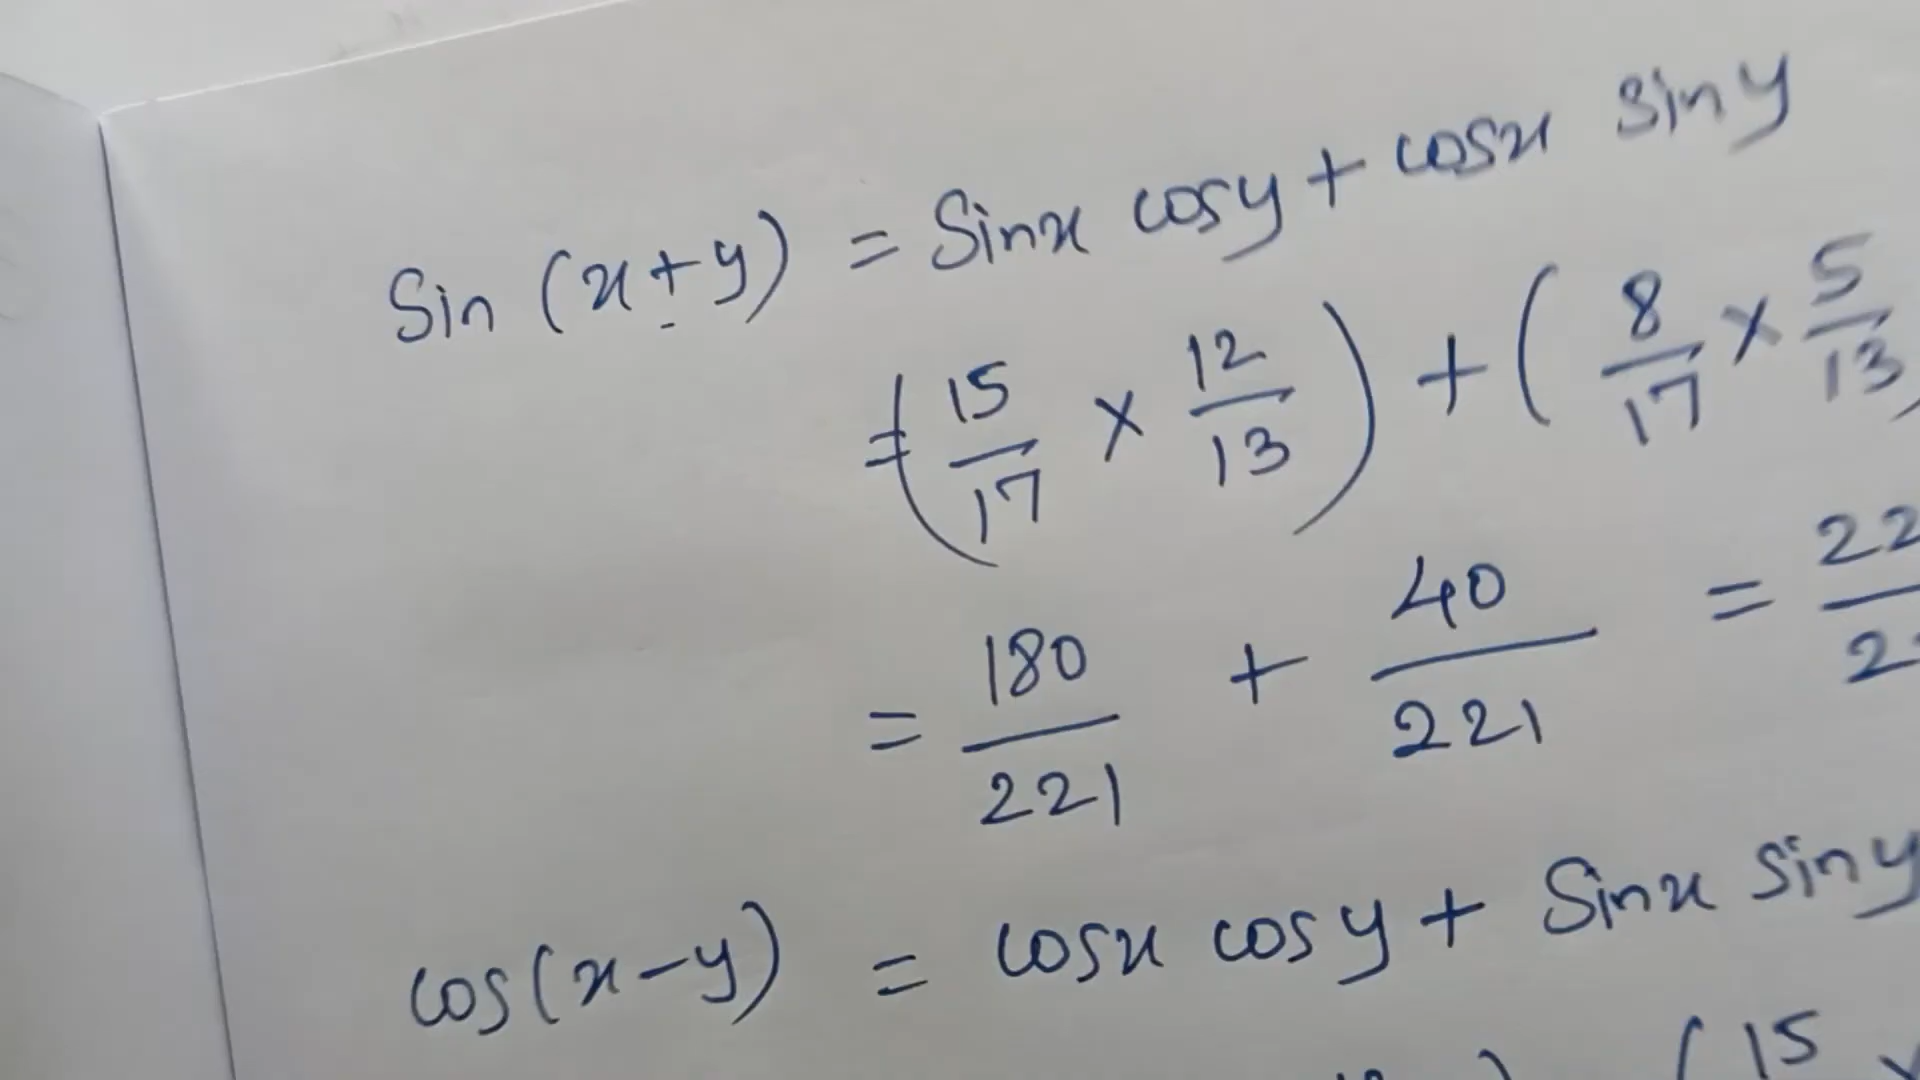 Sin (x+y) = Sinx cosy + cosx siny
= (15/17 × 12/13) + (8/17 × 5/13)
= 180/221 + 40/221 =
cos(x-y) = cosx cosy + Sinx siny
(15